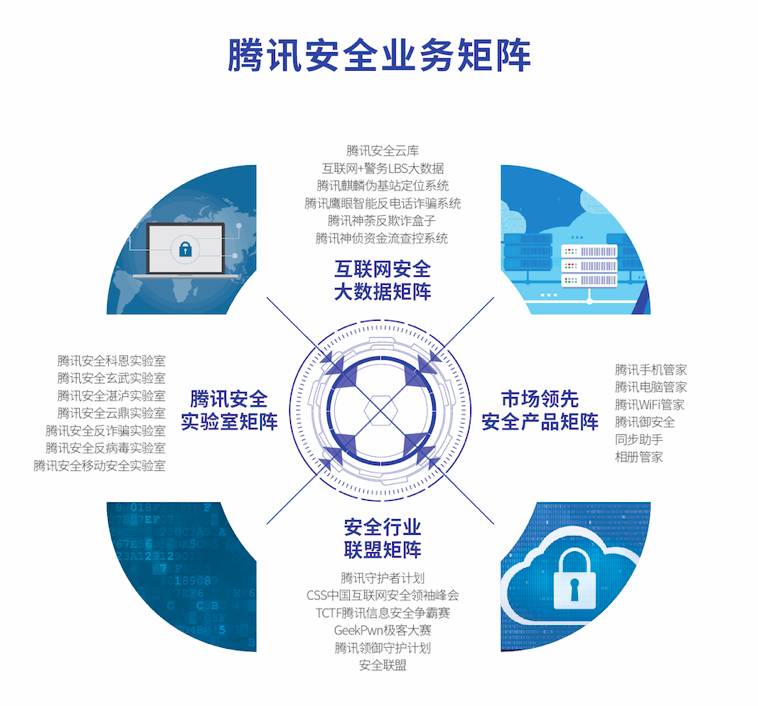 腾讯安全业务矩阵
腾讯安全云库
互联网+警务LBS大数据
腾讯麒麟伪基站定位系统
腾讯鹰眼智能反电话诈骗系统
腾讯神荼反欺诈盒子
腾讯神侦资金流查控系统
互联网安全
大数据矩阵
腾讯安全科恩实验室
腾讯安全玄武实验室
腾讯安全湛泸实验室
腾讯安全云鼎实验室
腾讯安全反诈骗实验室
腾讯安全反病毒实验室
腾讯安全移动安全实验室
腾讯安全
实验室矩阵
市场领先
安全产品矩阵
腾讯手机管家
腾讯电脑管家
腾讯WiFi管家
腾讯御安全
同步助手
相册管家
安全行业
联盟矩阵
腾讯守护者计划
CSS中国互联网安全领袖峰会
TCTF腾讯信息安全争霸赛
GeekPwn极客大赛
腾讯领御守护计划
安全联盟